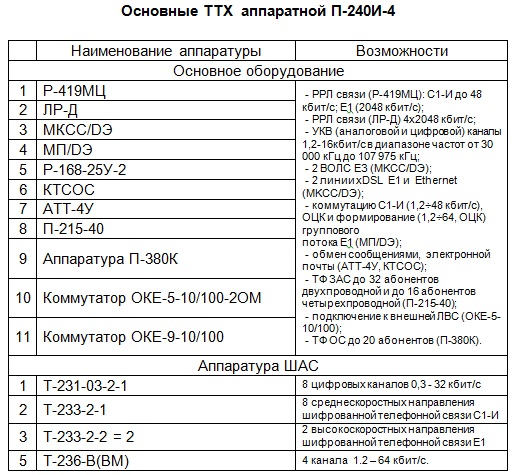 Основные ТТХ аппаратной П-240И-4
Наименование аппаратуры Возможности
Основное оборудование
1 Р-419МЦ
2 ЛР-Д
3 МКСС/DЭ
4 МП/DЭ
5 Р-168-25У-2
6 КТСОС
7 АТТ-4У
8 П-215-40
9 Аппаратура П-380К
10 Коммутатор ОКЕ-5-10/100-2ОМ
11 Коммутатор ОКЕ-9-10/100
- РРЛ связи (Р-419МЦ): С1-И до 48
кбит/с; Е1 (2048 кбит/с);
- РРЛ связи (ЛР-Д) 4х2048 кбит/с;
- УКВ (аналоговой и цифровой) каналы
1,2-16кбит/с в диапазоне частот от 30
000 кГц до 107 975 кГц;
- 2 ВОЛС Е3 (МКСС/DЭ);
- 2 линии xDSL Е1 и Ethernet
(МКСС/DЭ);
- коммутацию С1-И (1,2÷48 кбит/с),
ОЦК и формирование (1,2÷64, ОЦК)
группового
потока Е1 (МП/DЭ);
- обмен сообщениями, электронной
почты (АТТ-4У, КТСОС);
- ТФ ЗАС до 32 абонентов
двухпроводной и до 16 абонентов
четырехпроводной (П-215-40);
- подключение к внешней ЛВС (ОКЕ-5-
10/100);
- ТФ ОС до 20 абонентов (П-380К).
Аппаратура ШАС
1 Т-231-03-2-1 8 цифровых каналов 0,3 - 32 кбит/с
2 Т-233-2-1 8 среднескоростных направления
шифрованной телефонной связи С1-И
3 Т-233-2-2 = 2 2 высокоскоростных направления
шифрованной телефонной связи Е1
5 Т-236-В(ВМ) 4 канала 1.2 – 64 кбит/с.